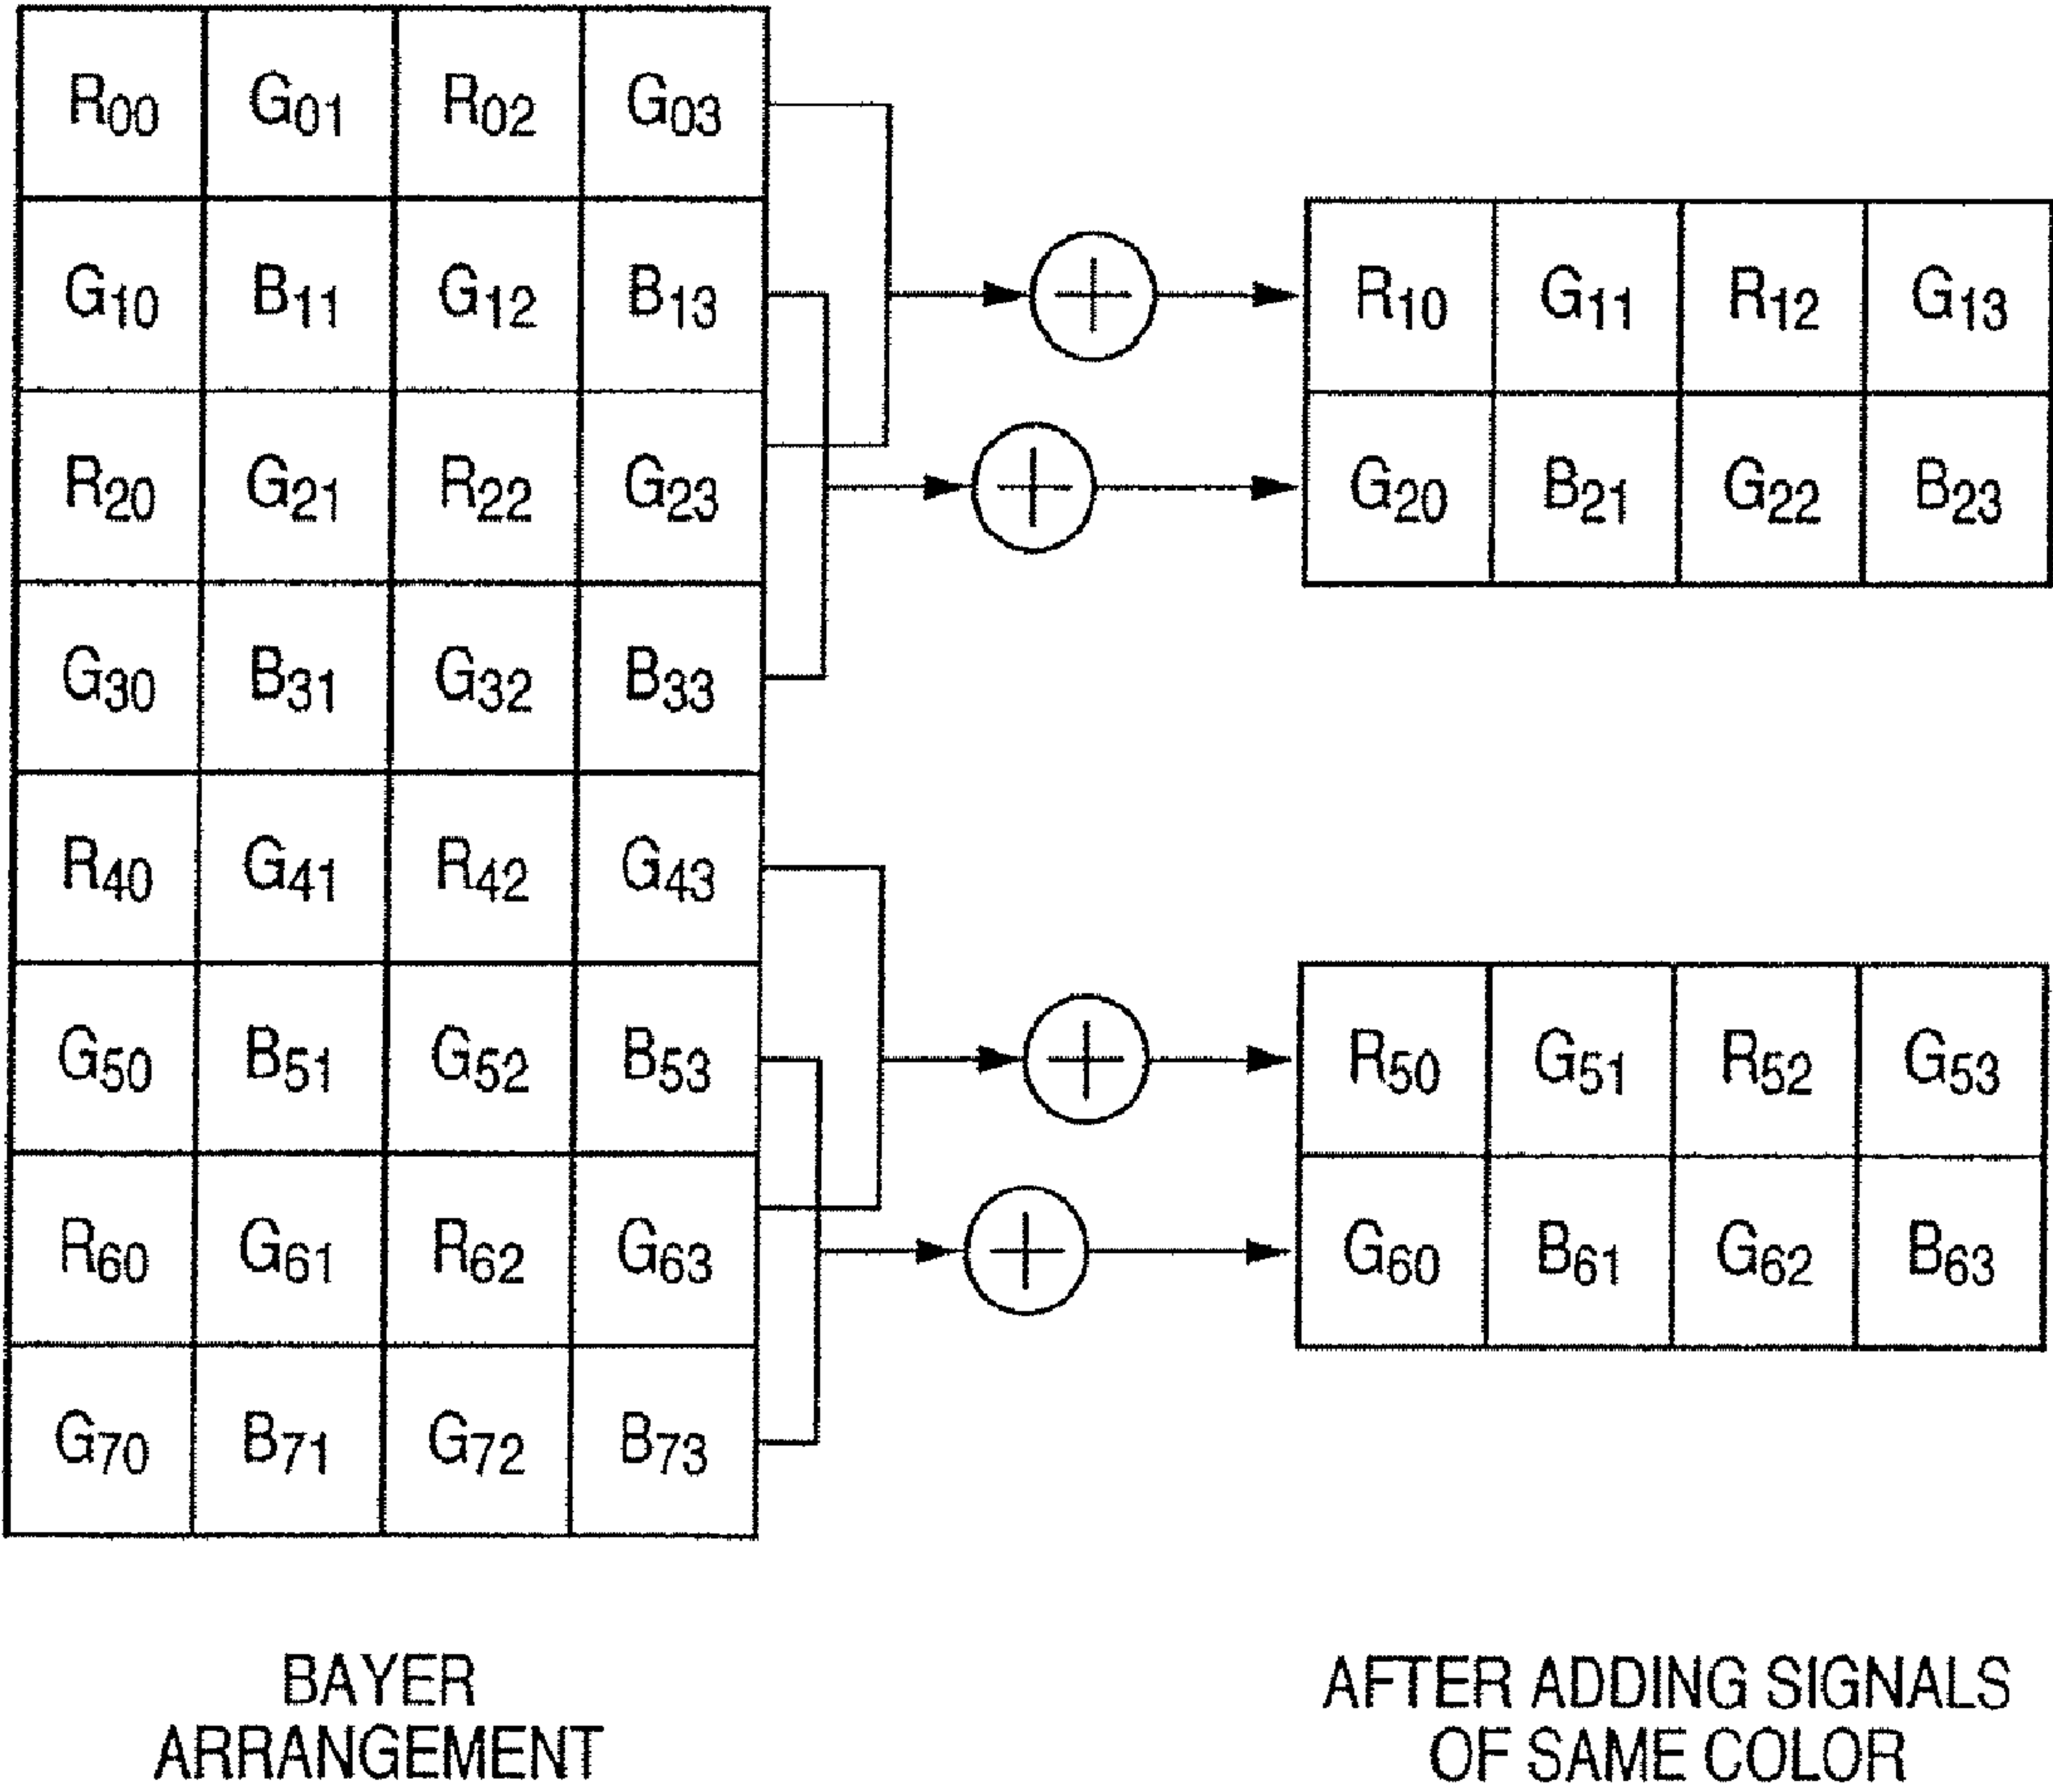 R00 G01 R02 G03
G10 B11 G12 B13
R20 G21 R22 G23
G30 B31 G32 B33
R40 G41 R42 G43
G50 B51 G52 B53
R60 G61 R62 G63
G70 B71 G72 B73
BAYER
ARRANGEMENT
R10 G11 R12 G13
G20 B21 G22 B23
R50 G51 R52 G53
G60 B61 G62 B63
AFTER ADDING SIGNALS
OF SAME COLOR